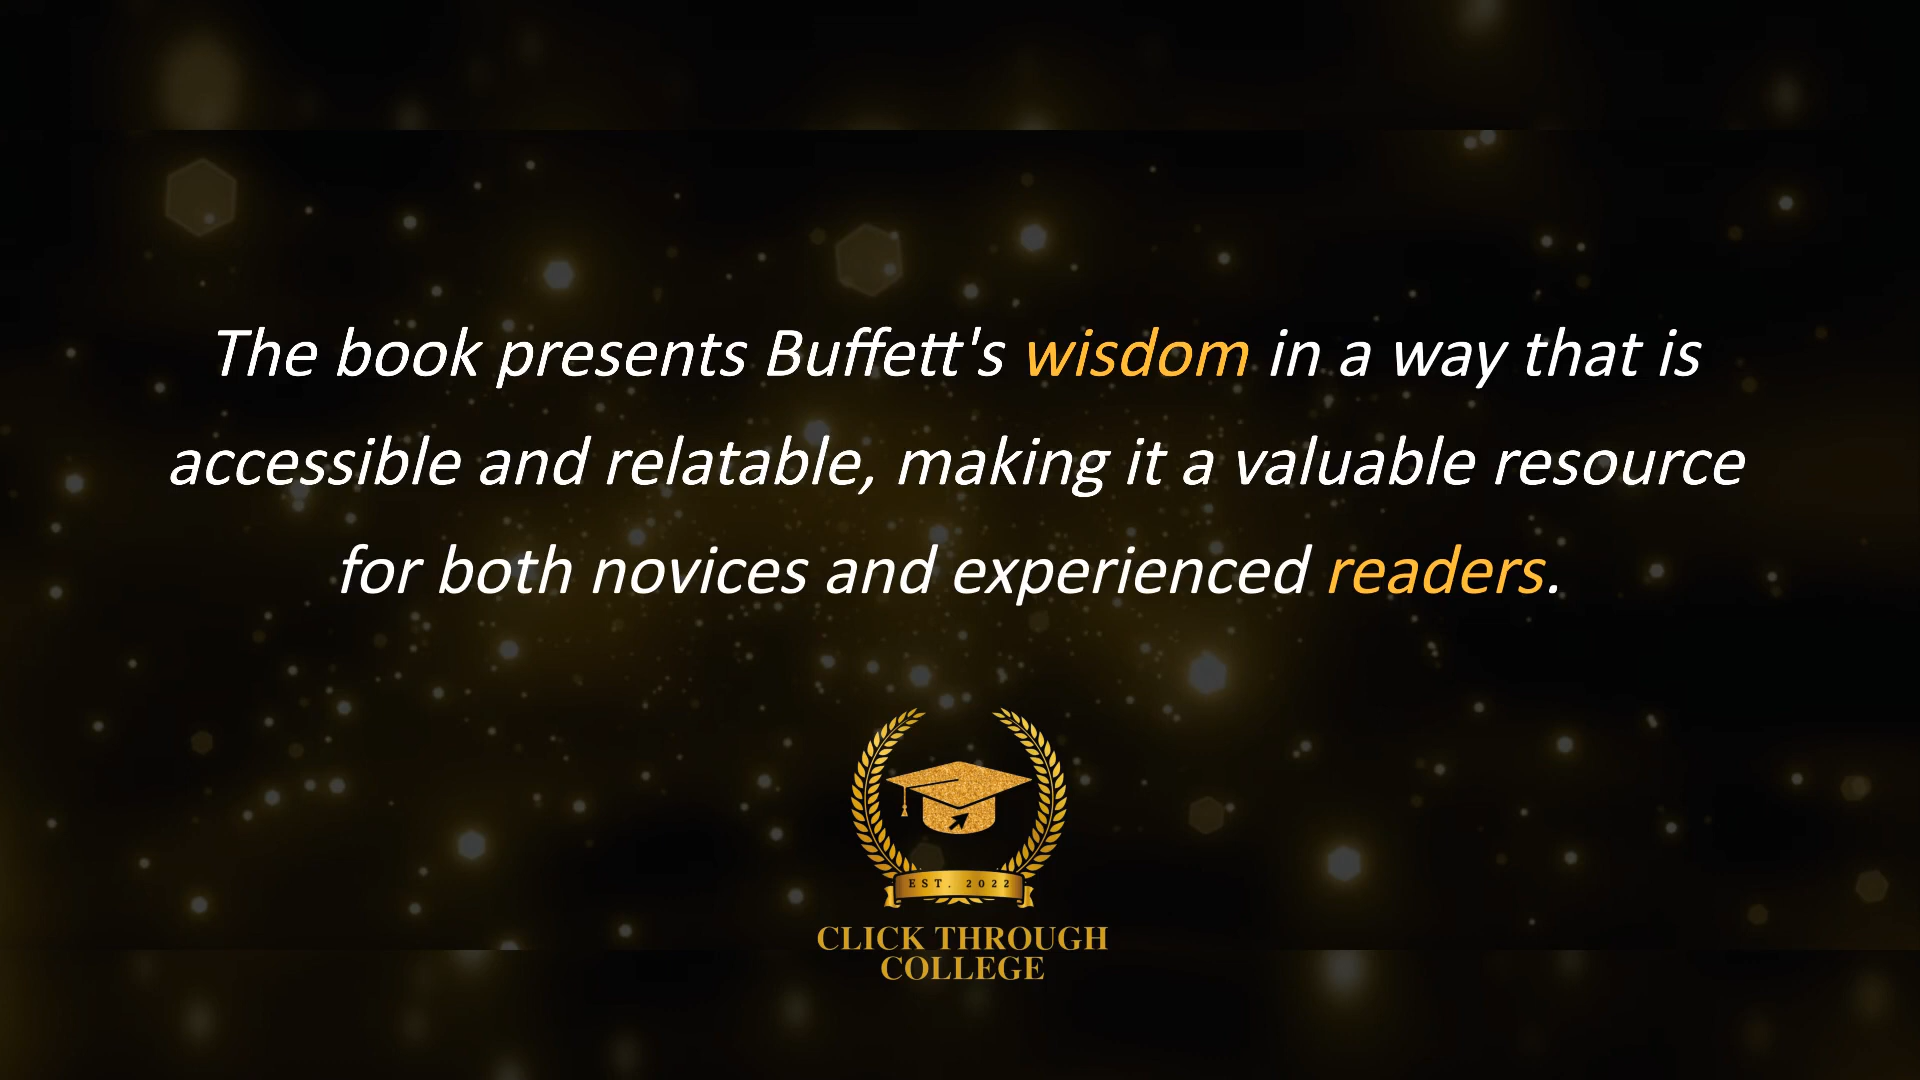 The book presents Buffett's wisdom in a way that is
accessible and relatable, making it a valuable resource
for both novices and experienced readers.
EST. 2022
CLICK THROUGH
COLLEGE